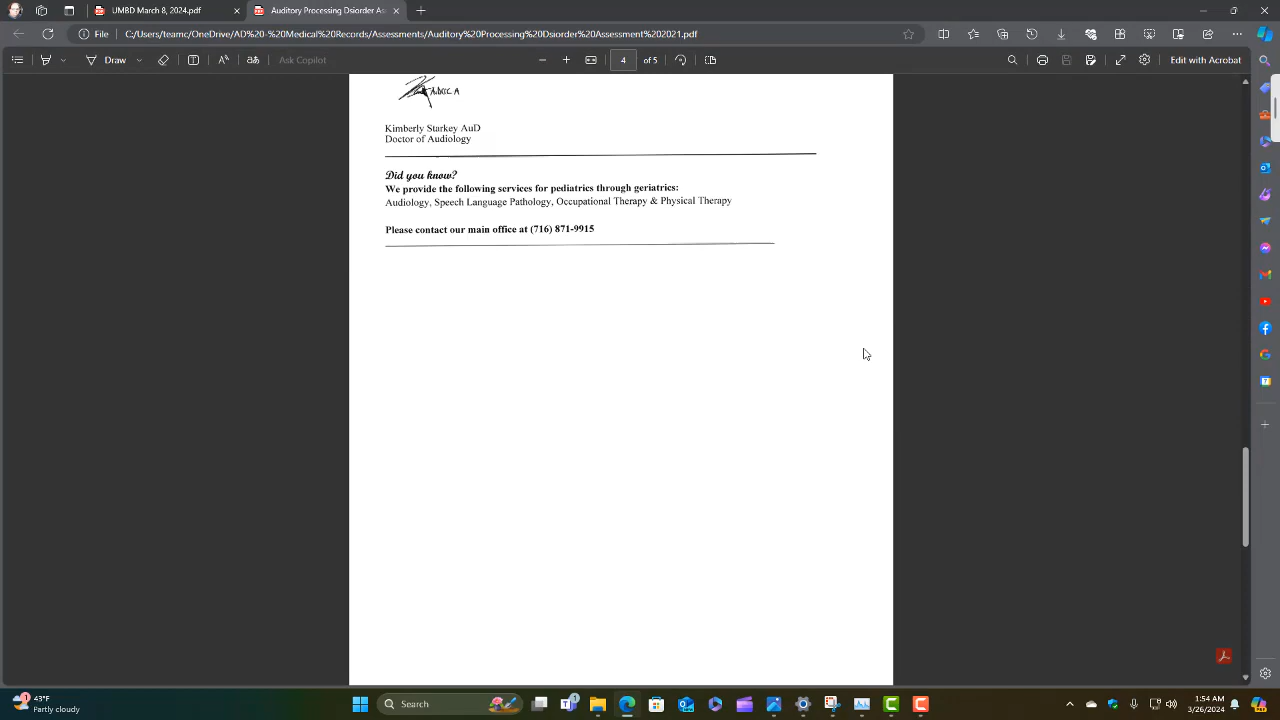 UMBD March 8, 2024.pdf
Auditory Processing Disorder As
File
C:/Users/teamc/OneDrive/AD%20-%20Medical%20Records/Assessments/Auditory%20Processing%20Dsiorder%20Assessment%202021.pdf
Draw
Ask Copilot
4
of 5
Edit with Acrobat
Kimberly Starkey AuD
Doctor of Audiology
Did you know?
We provide the following services for pediatrics through geriatrics:
Audiology, Speech Language Pathology, Occupational Therapy & Physical Therapy
Please contact our main office at (716) 871-9915
43°F
Partly cloudy
Search
1:54 AM
3/26/2024